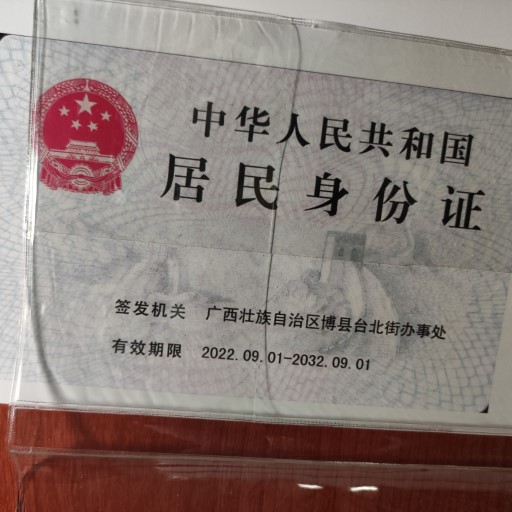 中华人民共和国
居民身份证
签发机关 广西壮族自治区博县台北街办事处
有效期限 2022.09.01-2032.09.01